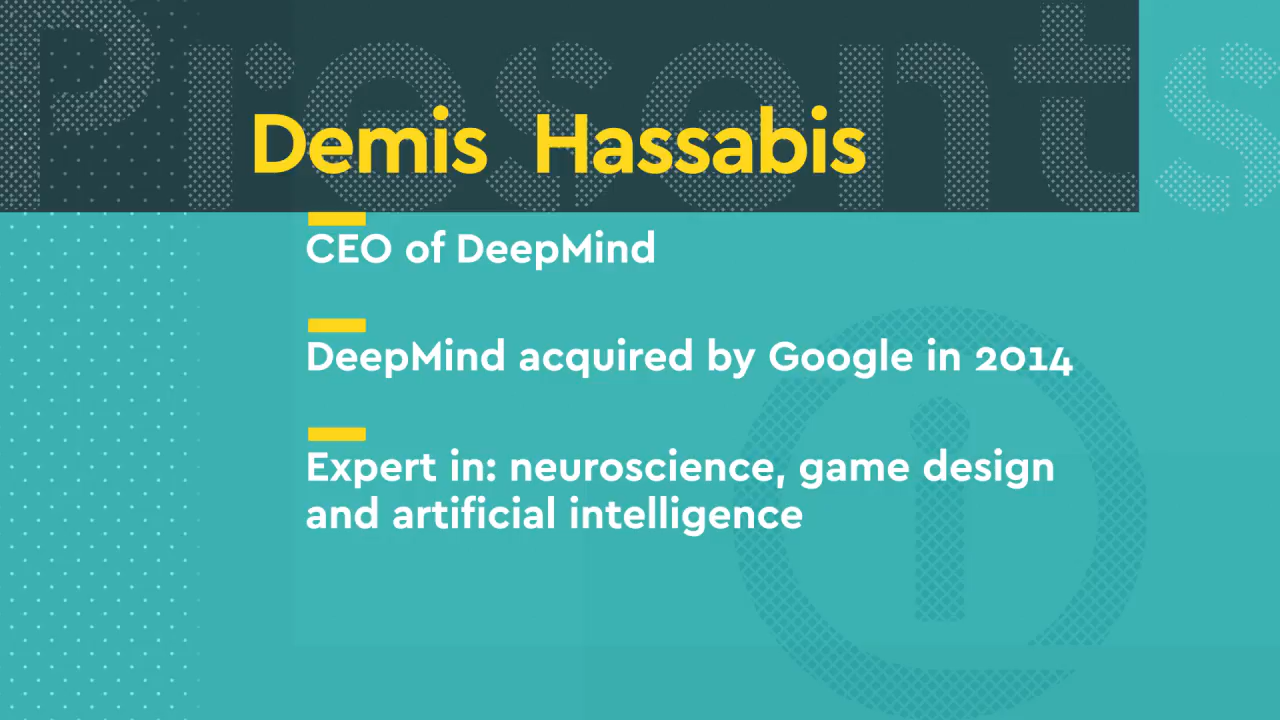 Presents
Demis Hassabis
CEO of DeepMind
DeepMind acquired by Google in 2014
Expert in: neuroscience, game design
and artificial intelligence